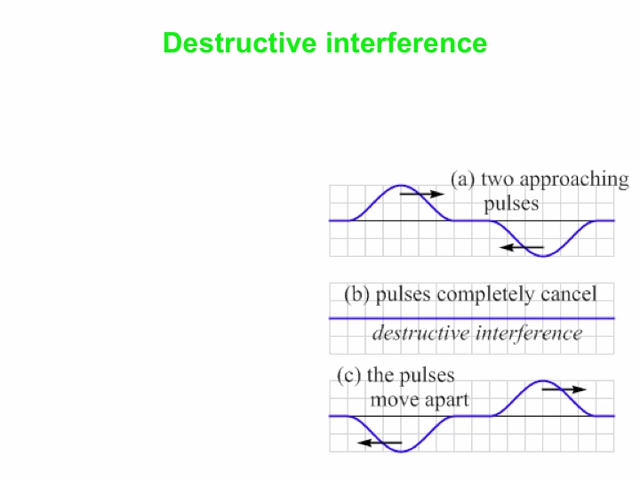 Destructive interference
(a) two approaching
pulses
(b) pulses completely cancel
destructive interference
(c) the pulses
move apart